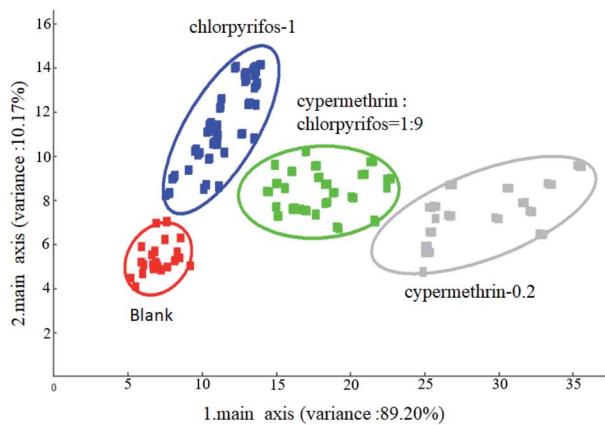 chlorpyrifos-1
cypermethrin :
chlorpyrifos=1:9
cypermethrin-0.2
Blank
2.main axis (variance :10.17%)
16
14
12
10
8
6
4
2
0
5
10
15
20
25
30
35
1.main axis (variance :89.20%)